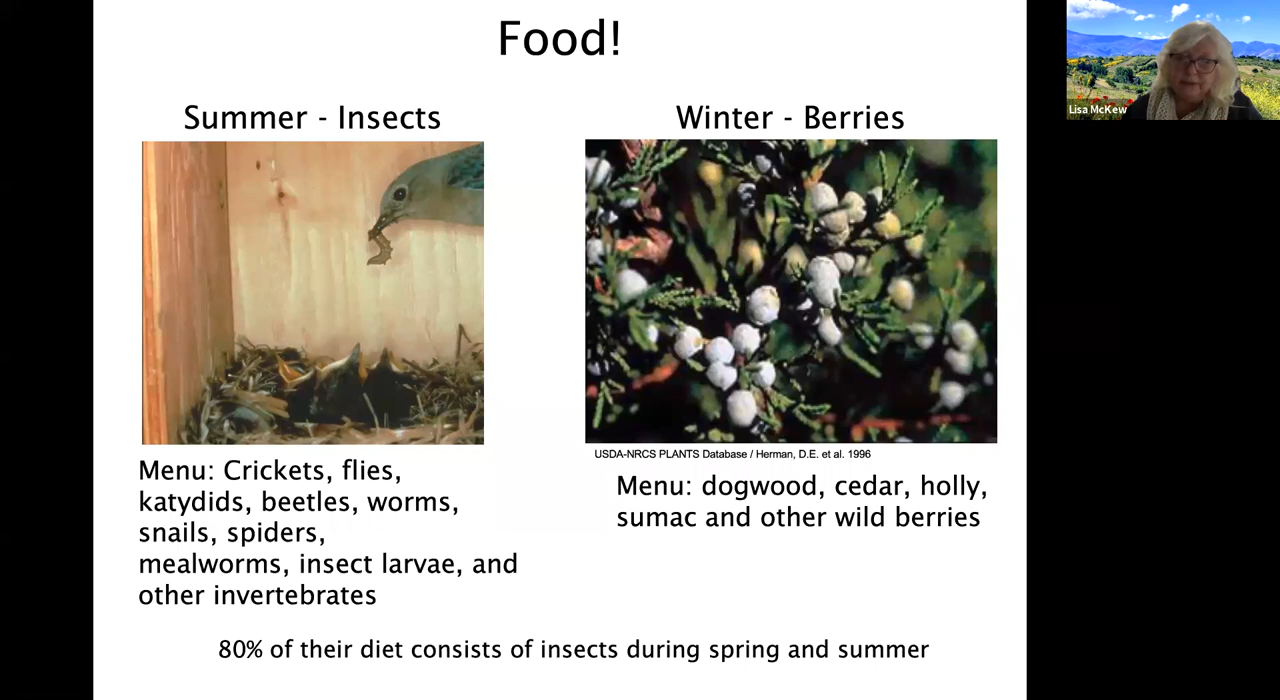 Food!
Summer - Insects
Winter - Berries
USDA-NRCS PLANTS Database / Herman, D.E. et al. 1996
Menu: Crickets, flies,
katydids, beetles, worms,
snails, spiders,
mealworms, insect larvae, and
other invertebrates
Menu: dogwood, cedar, holly,
sumac and other wild berries
80% of their diet consists of insects during spring and summer
Lisa McKew